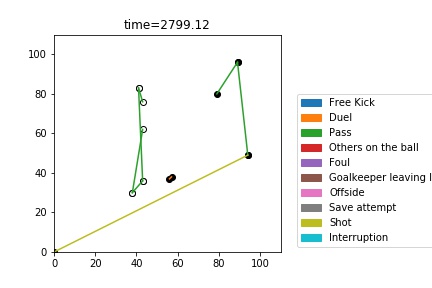 time=2799.12
100
80
60
40
20
0
0 20 40 60 80 100
Free Kick
Duel
Pass
Others on the ball
Foul
Goalkeeper leaving l
Offside
Save attempt
Shot
Interruption